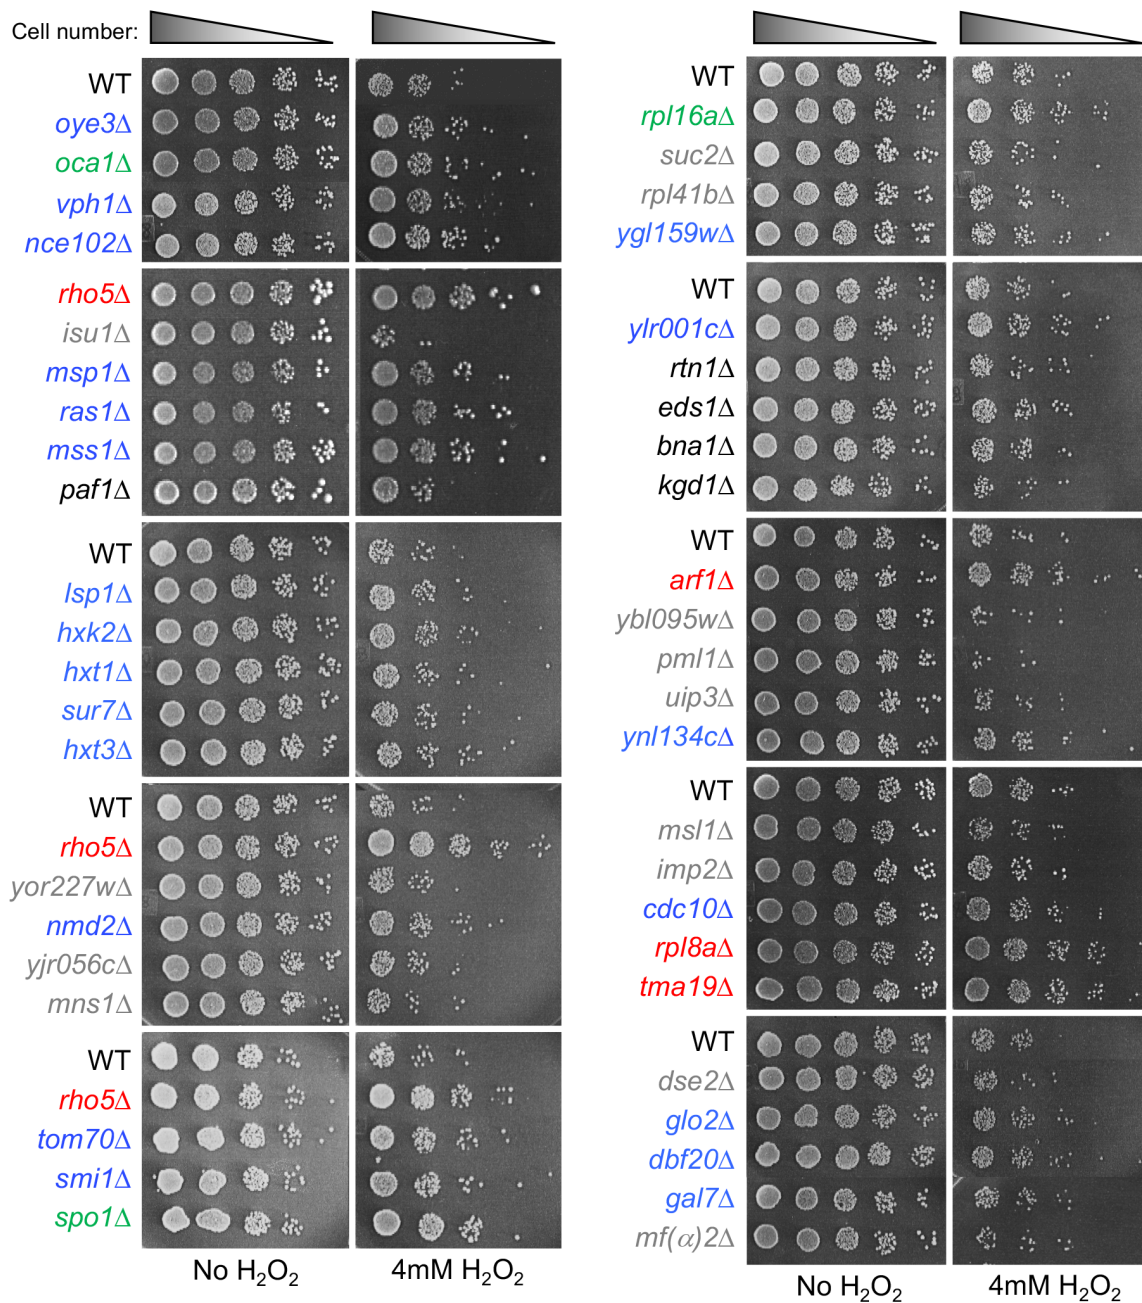 Cell number:
WT
oye3Δ
oca1Δ
vph1Δ
nce102Δ
rho5Δ
isu1Δ
msp1Δ
ras1Δ
mss1Δ
paf1Δ
WT
lsp1Δ
hxk2Δ
hxt1Δ
sur7Δ
hxt3Δ
WT
rho5Δ
yor227wΔ
nmd2Δ
yjr056cΔ
mns1Δ
WT
rho5Δ
tom70Δ
smi1Δ
spo1Δ
No H₂O₂
4mM H₂O₂
WT
rpl16aΔ
suc2Δ
rpl41bΔ
ygl159wΔ
WT
ylr001cΔ
rtn1Δ
eds1Δ
bna1Δ
kgd1Δ
WT
arf1Δ
ybl095wΔ
pml1Δ
uip3Δ
ynl134cΔ
WT
msl1Δ
imp2Δ
cdc10Δ
rpl8aΔ
tma19Δ
WT
dse2Δ
glo2Δ
dbf20Δ
gal7Δ
mf(α)2Δ
No H₂O₂
4mM H₂O₂